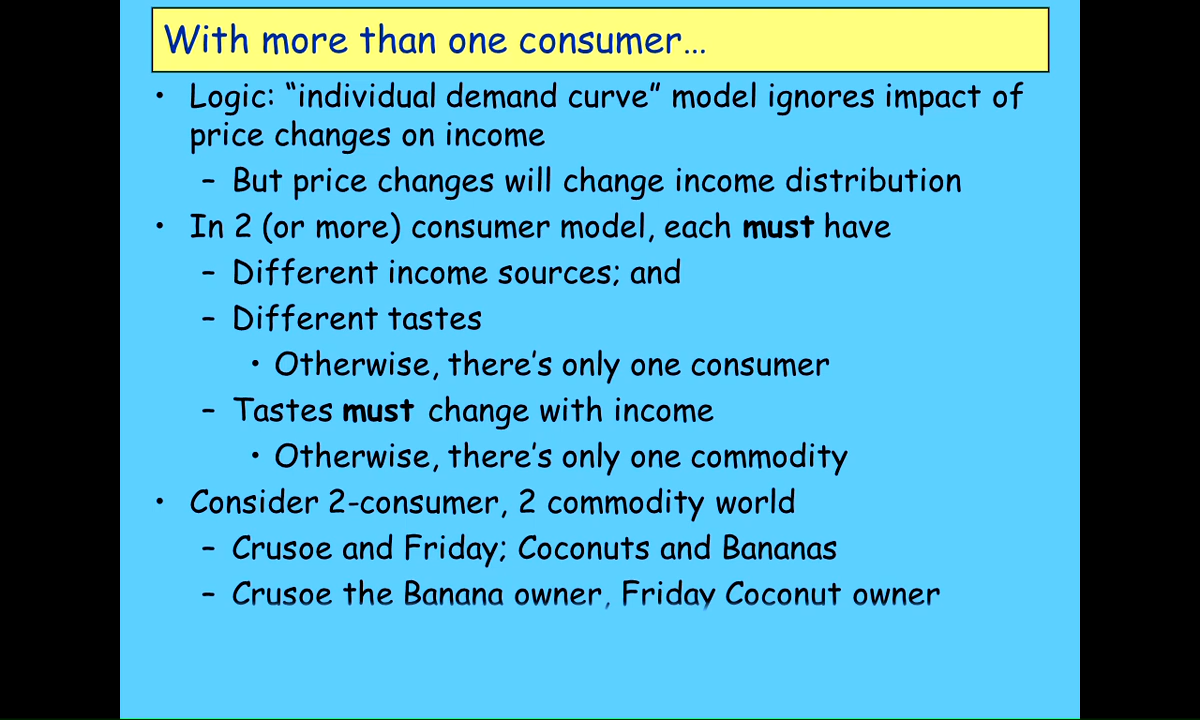 With more than one consumer…
• Logic: “individual demand curve” model ignores impact of
price changes on income
– But price changes will change income distribution
• In 2 (or more) consumer model, each must have
– Different income sources; and
– Different tastes
• Otherwise, there’s only one consumer
– Tastes must change with income
• Otherwise, there’s only one commodity
• Consider 2-consumer, 2 commodity world
– Crusoe and Friday; Coconuts and Bananas
– Crusoe the Banana owner, Friday Coconut owner